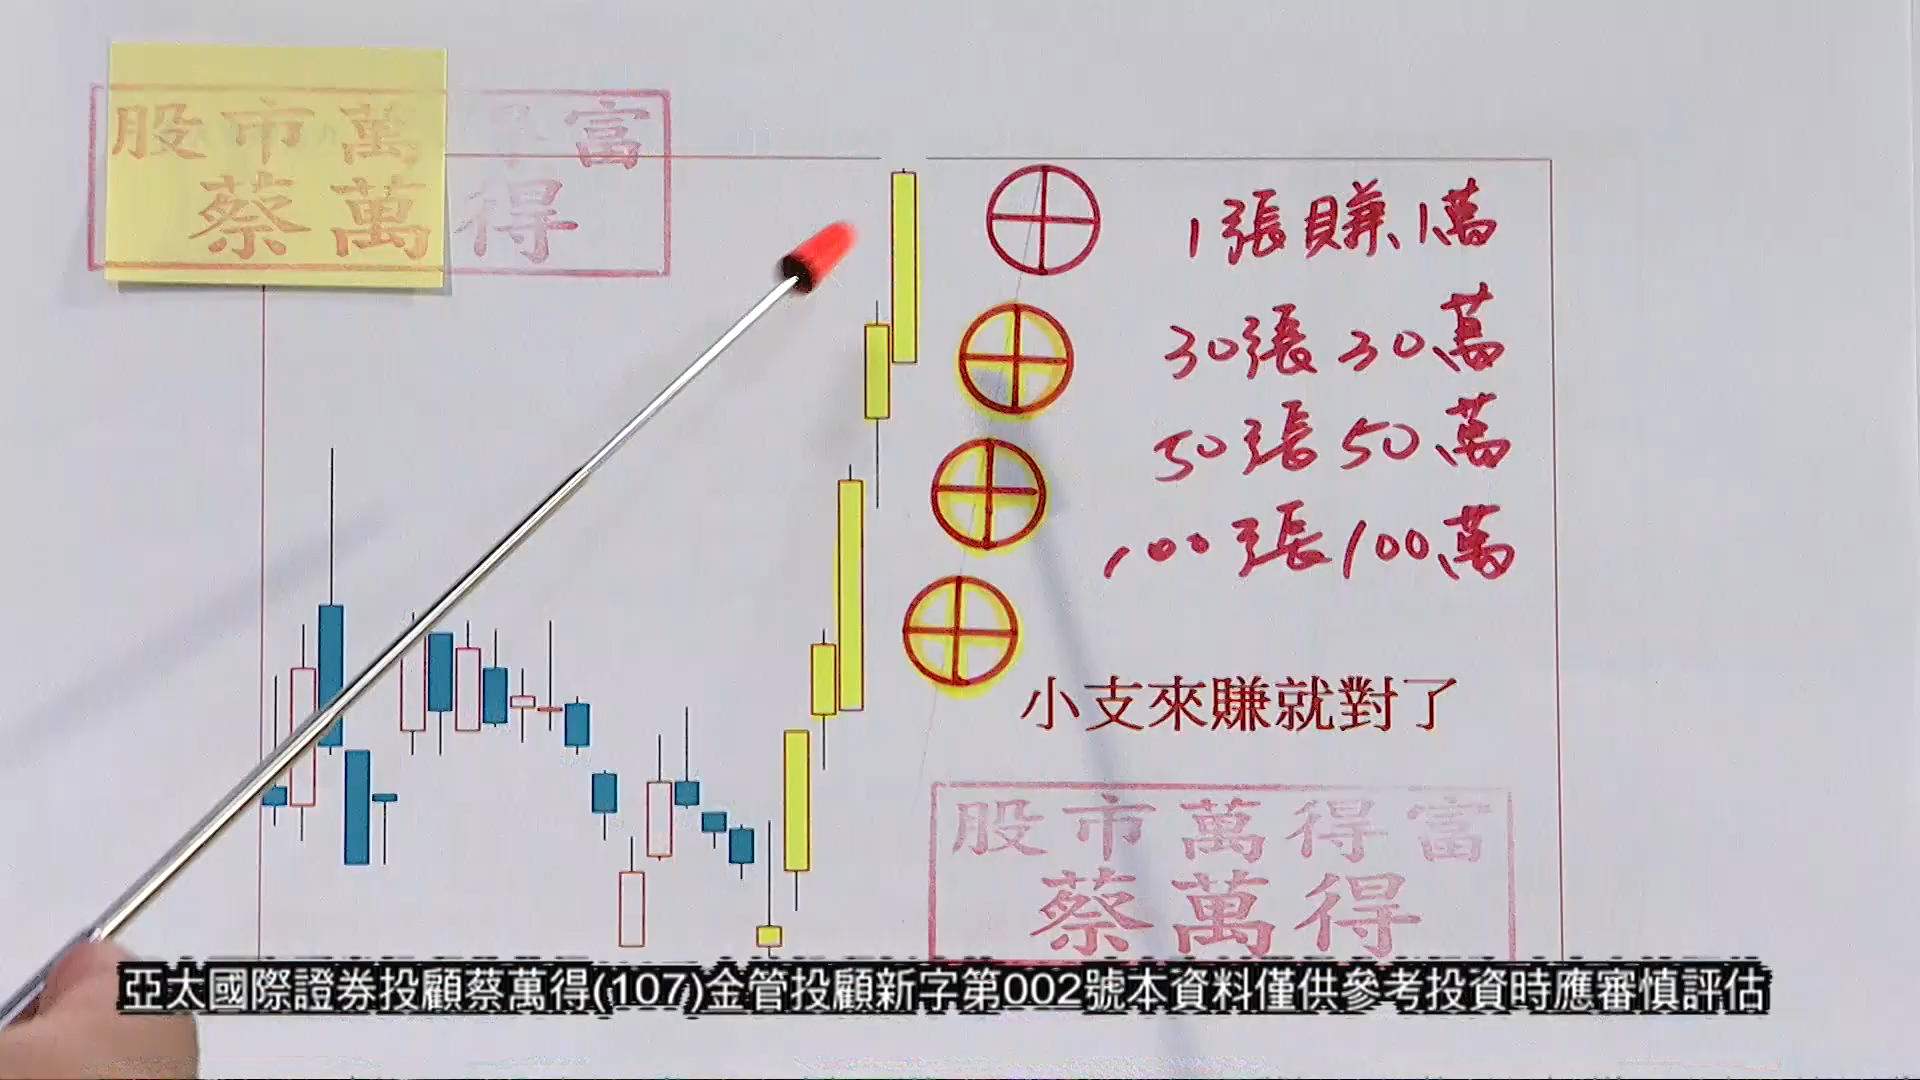 股市萬得富
蔡萬得
1張賺1萬
30張30萬
50張50萬
100張100萬
小支來賺就對了
股市萬得富
蔡萬得
亞太國際證券投顧蔡萬得(107)金管投顧新字第002號本資料僅供參考投資時應審慎評估